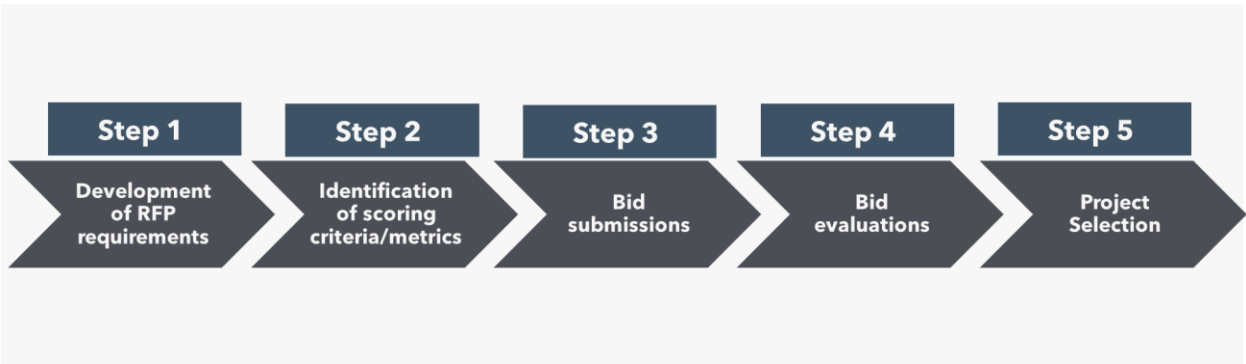 Step 1
Development
of RFP
requirements
Step 2
Identification
of scoring
criteria/metrics
Step 3
Bid
submissions
Step 4
Bid
evaluations
Step 5
Project
Selection